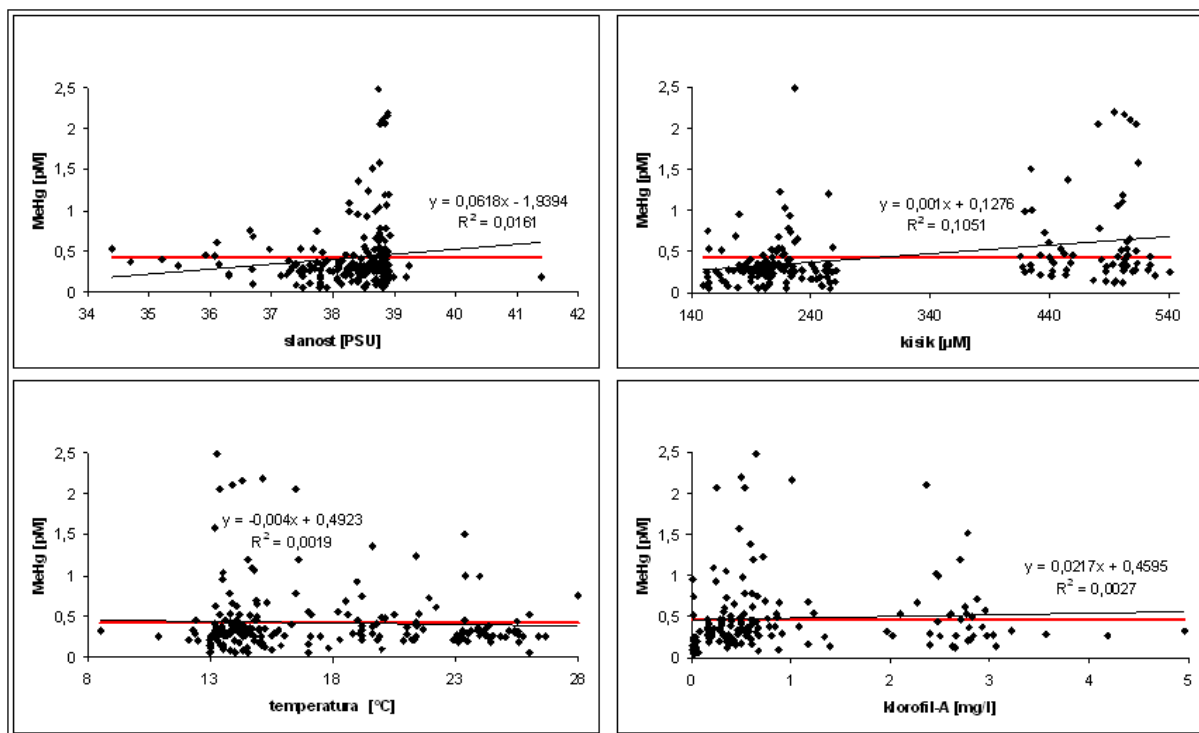 2,5
2
1,5
1
0,5
0
MeHg [pM]
y = 0,0618x - 1,9394
R² = 0,0161
34 35 36 37 38 39 40 41 42
slanost [PSU]
2,5
2
1,5
1
0,5
0
MeHg [pM]
y = 0,001x + 0,1276
R² = 0,1051
140 240 340 440 540
kisik [µM]
2,5
2
1,5
1
0,5
0
MeHg [pM]
y = -0,004x + 0,4923
R² = 0,0019
8 13 18 23 28
temperatura [°C]
2,5
2
1,5
1
0,5
0
MeHg [pM]
y = 0,0217x + 0,4595
R² = 0,0027
0 1 2 3 4 5
klorofil-A [mg/l]